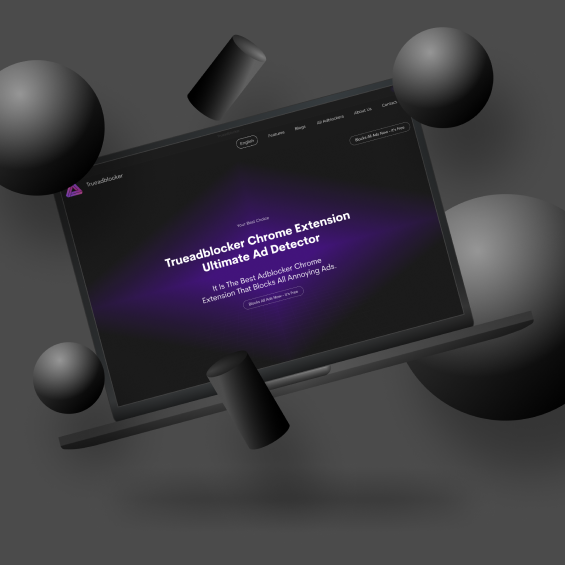 English
Features
Blogs
All Adblockers
About Us
Contact
Blocks All Ads Now - It's Free
Trueadblocker
Your Best Choice
Trueadblocker Chrome Extension
Ultimate Ad Detector
It Is The Best Adblocker Chrome
Extension That Blocks All Annoying Ads.
Blocks All Ads Now - It's Free